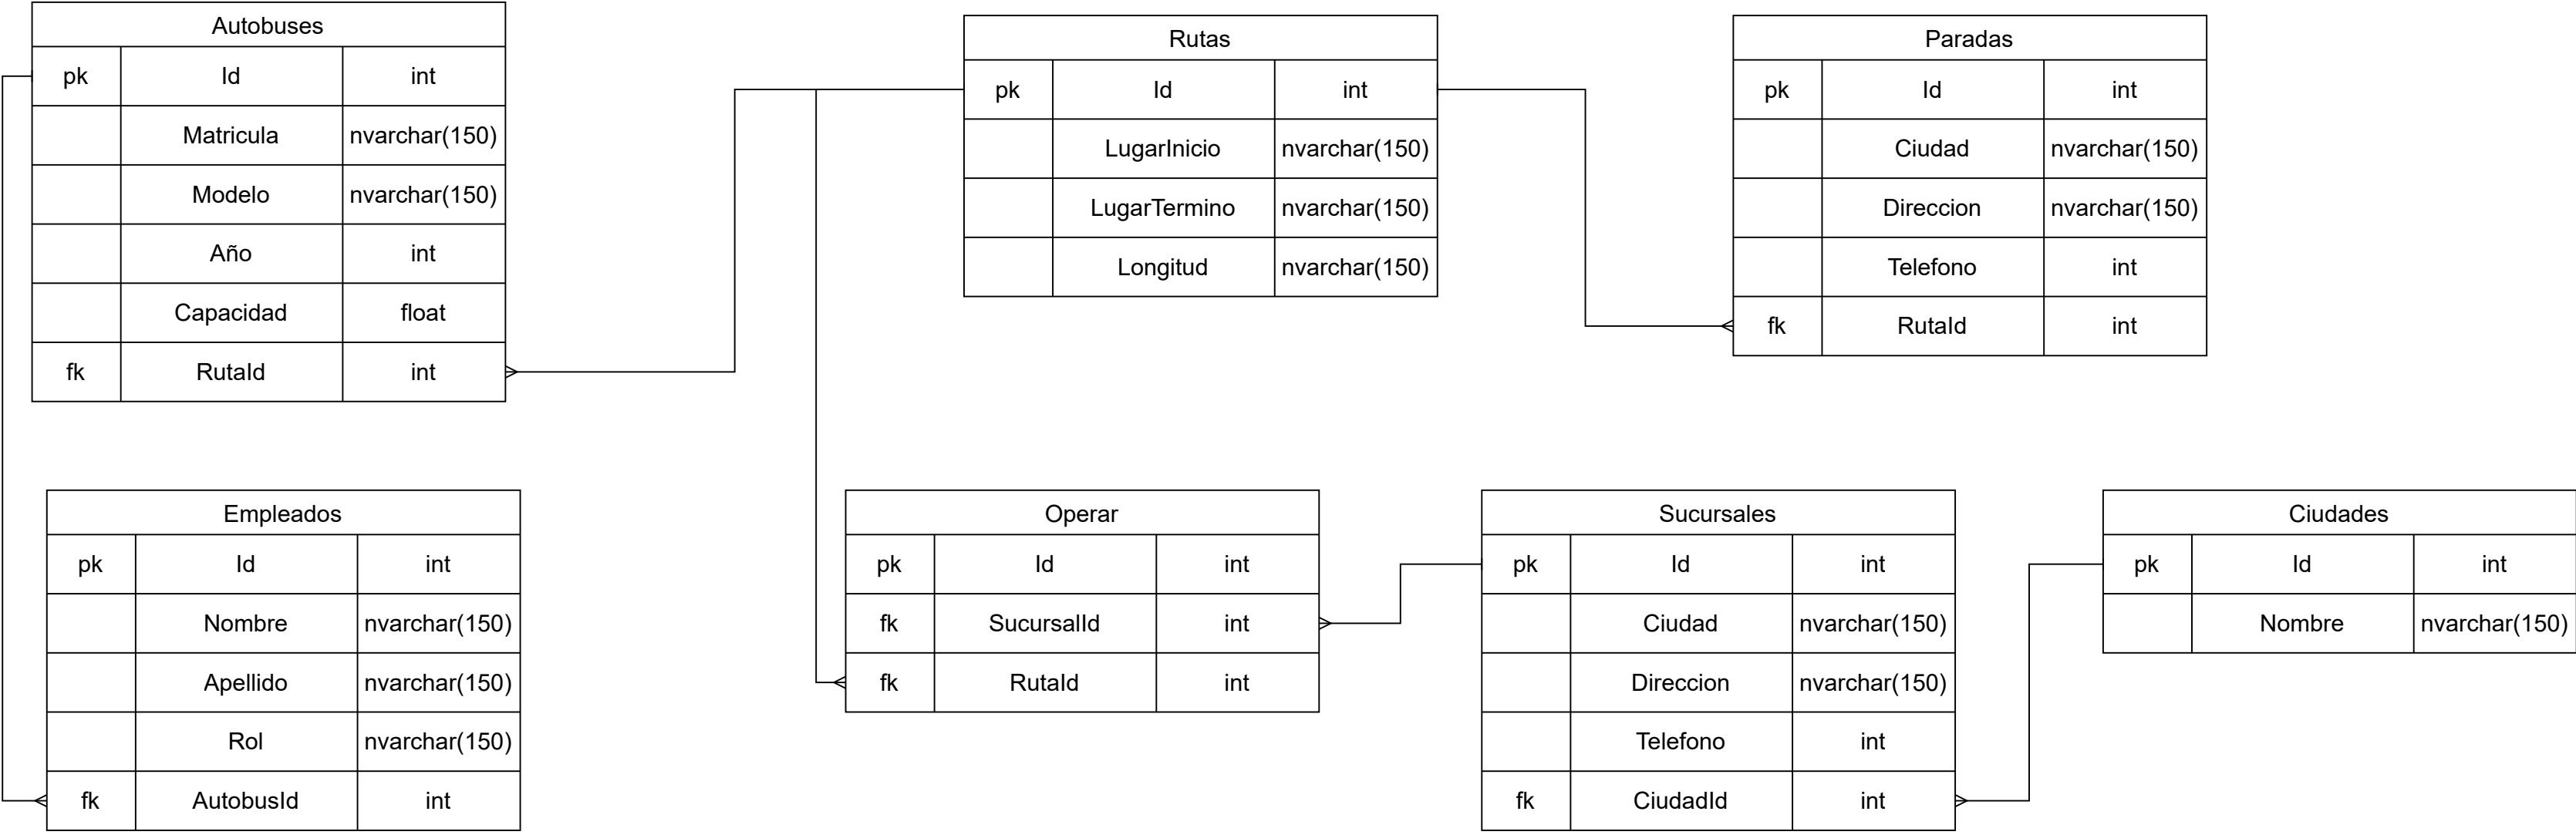 Autobuses
pk Id int
Matricula nvarchar(150)
Modelo nvarchar(150)
Año int
Capacidad float
fk RutaId int
Rutas
pk Id int
LugarInicio nvarchar(150)
LugarTermino nvarchar(150)
Longitud nvarchar(150)
Paradas
pk Id int
Ciudad nvarchar(150)
Direccion nvarchar(150)
Telefono int
fk RutaId int
Empleados
pk Id int
Nombre nvarchar(150)
Apellido nvarchar(150)
Rol nvarchar(150)
fk AutobusId int
Operar
pk Id int
fk SucursalId int
fk RutaId int
Sucursales
pk Id int
Ciudad nvarchar(150)
Direccion nvarchar(150)
Telefono int
fk CiudadId int
Ciudades
pk Id int
Nombre nvarchar(150)